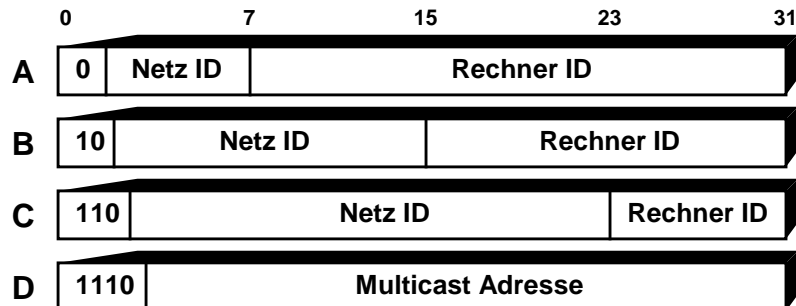 0 7 15 23 31
A 0 Netz ID Rechner ID
B 10 Netz ID Rechner ID
C 110 Netz ID Rechner ID
D 1110 Multicast Adresse